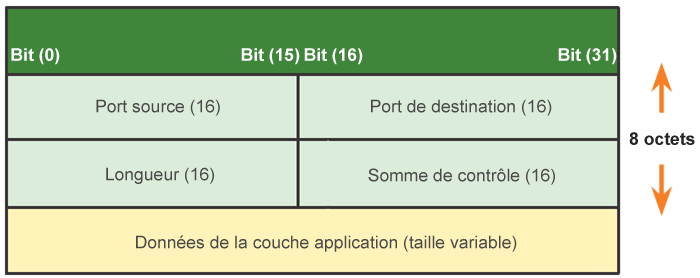 Bit (0) Bit (15) Bit (16) Bit (31)
Port source (16) Port de destination (16)
8 octets
Longueur (16) Somme de contrôle (16)
Données de la couche application (taille variable)